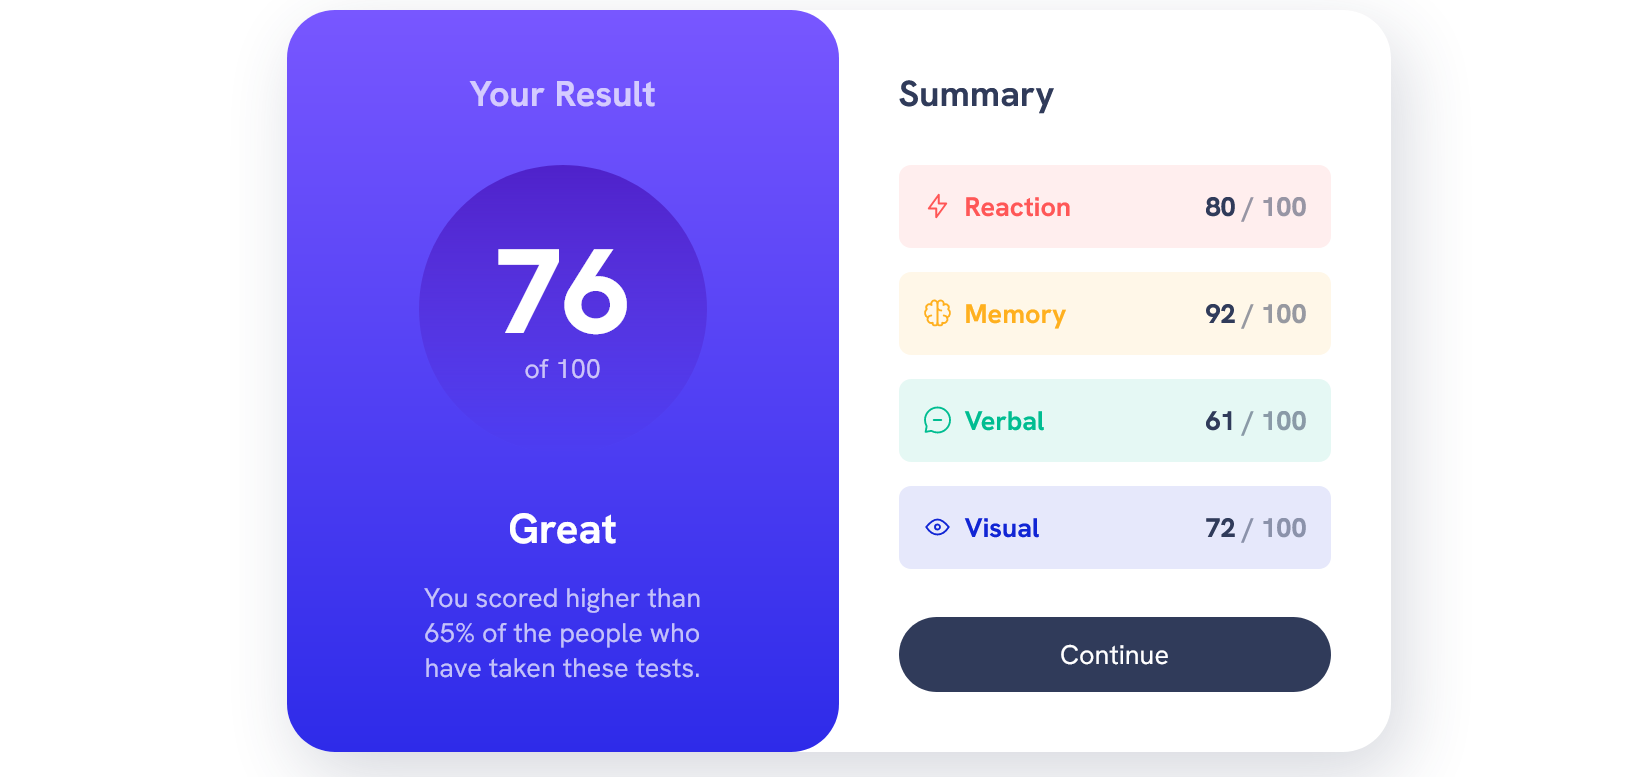 Your Result
76
of 100
Great
You scored higher than
65% of the people who
have taken these tests.
Summary
Reaction 80 / 100
Memory 92 / 100
Verbal 61 / 100
Visual 72 / 100
Continue